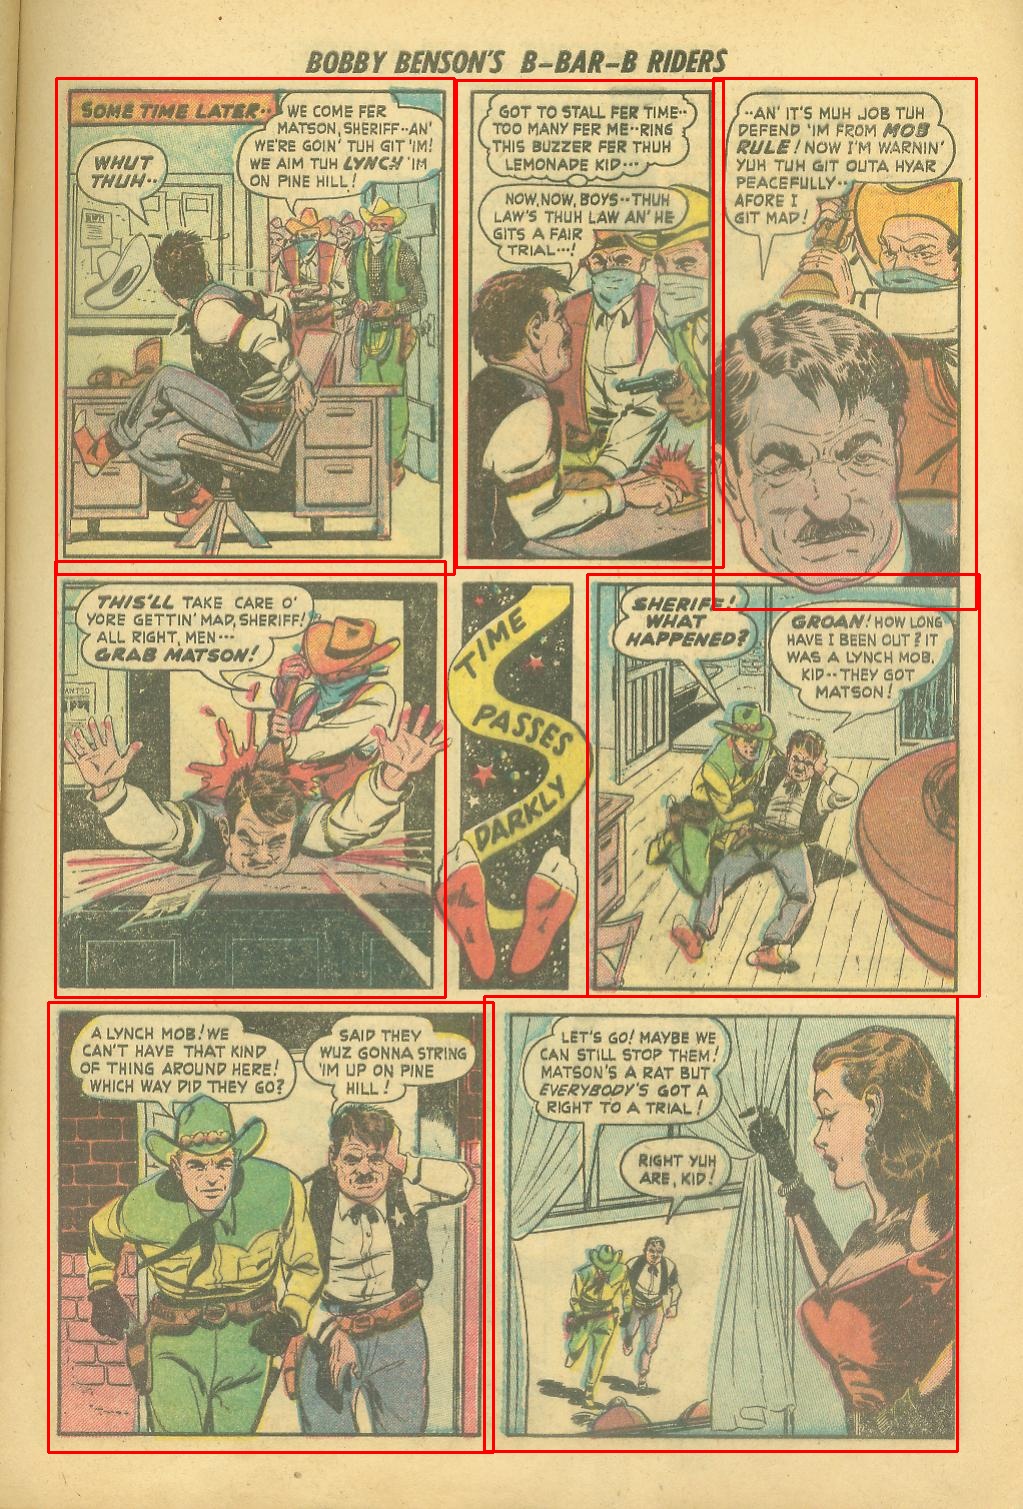 BOBBY BENSON'S B-BAR-B RIDERS
SOME TIME LATER··
WHUT
THUH··
WE COME FER
MATSON, SHERIFF··AN'
WE'RE GOIN' TUH GIT 'IM!
WE AIM TUH LYNCH 'IM
ON PINE HILL!
GOT TO STALL FER TIME··
TOO MANY FER ME··RING
THIS BUZZER FER THUH
LEMONADE KID···
NOW, NOW, BOYS··THUH
LAW'S THUH LAW AN' HE
GITS A FAIR
TRIAL···!
··AN' IT'S MUH JOB TUH
DEFEND 'IM FROM MOB
RULE! NOW I'M WARNIN'
YUH TUH GIT OUTA HYAR
PEACEFULLY··
AFORE I
GIT MAD!
THIS'LL TAKE CARE O'
YORE GETTIN' MAD, SHERIFF!
ALL RIGHT, MEN···
GRAB MATSON!
TIME
PASSES
DARKLY
SHERIFF!
WHAT
HAPPENED?
GROAN! HOW LONG
HAVE I BEEN OUT? IT
WAS A LYNCH MOB,
KID··THEY GOT
MATSON!
A LYNCH MOB! WE
CAN'T HAVE THAT KIND
OF THING AROUND HERE!
WHICH WAY DID THEY GO?
SAID THEY
WUZ GONNA STRING
'IM UP ON PINE
HILL!
LET'S GO! MAYBE WE
CAN STILL STOP THEM!
MATSON'S A RAT BUT
EVERYBODY'S GOT A
RIGHT TO A TRIAL!
RIGHT YUH
ARE, KID!